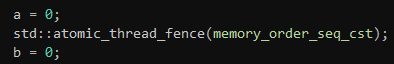 a = 0;
std::atomic_thread_fence(memory_order_seq_cst);
b = 0;